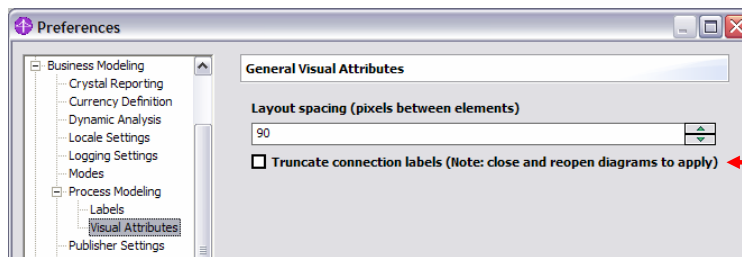 Preferences
Business Modeling
Crystal Reporting
Currency Definition
Dynamic Analysis
Locale Settings
Logging Settings
Modes
Process Modeling
Labels
Visual Attributes
Publisher Settings
General Visual Attributes
Layout spacing (pixels between elements)
90
Truncate connection labels (Note: close and reopen diagrams to apply)